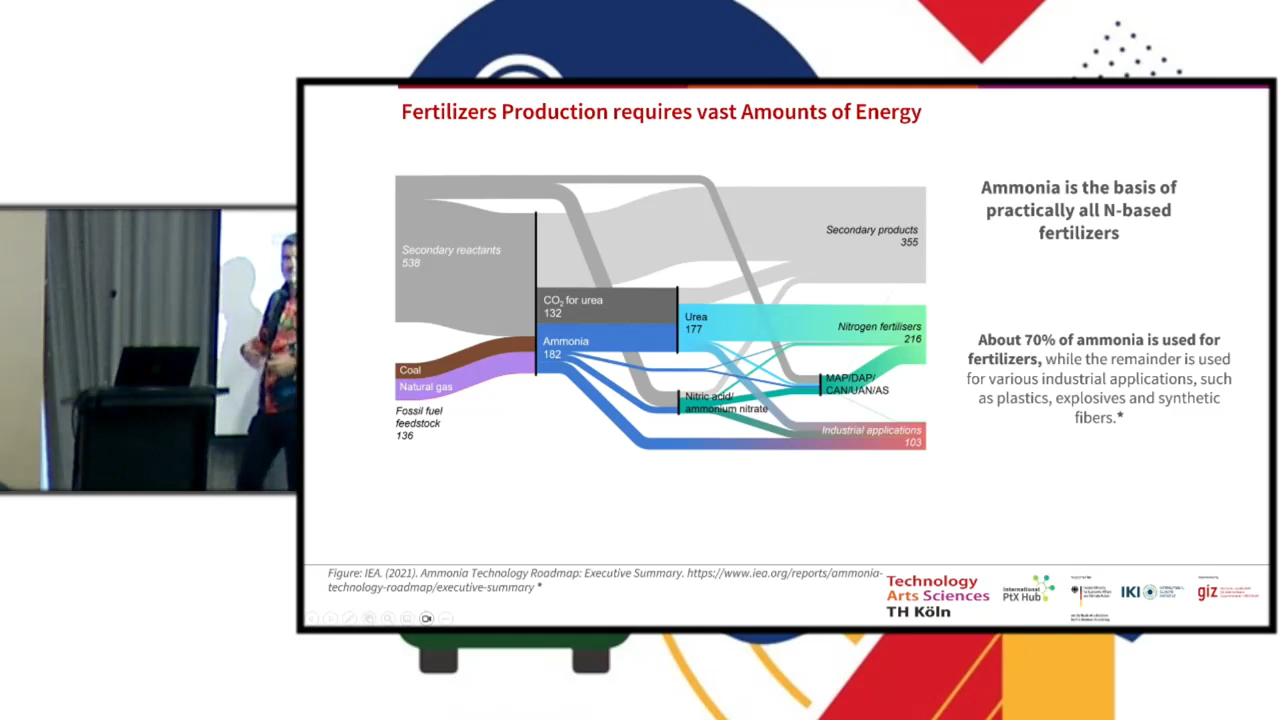 Fertilizers Production requires vast Amounts of Energy
Secondary reactants
538
Coal
Natural gas
Fossil fuel
feedstock
136
CO₂ for urea
132
Ammonia
182
Urea
177
Nitric acid/
ammonium nitrate
MAP/DAP/
CAN/UAN/AS
Secondary products
355
Nitrogen fertilisers
216
Industrial applications
103
Ammonia is the basis of
practically all N-based
fertilizers
About 70% of ammonia is used for
fertilizers, while the remainder is used
for various industrial applications, such
as plastics, explosives and synthetic
fibers.*
Figure: IEA. (2021). Ammonia Technology Roadmap: Executive Summary. https://www.iea.org/reports/ammonia-
technology-roadmap/executive-summary *
Technology
Arts Sciences
TH Köln
International
PtX Hub
IKI
giz